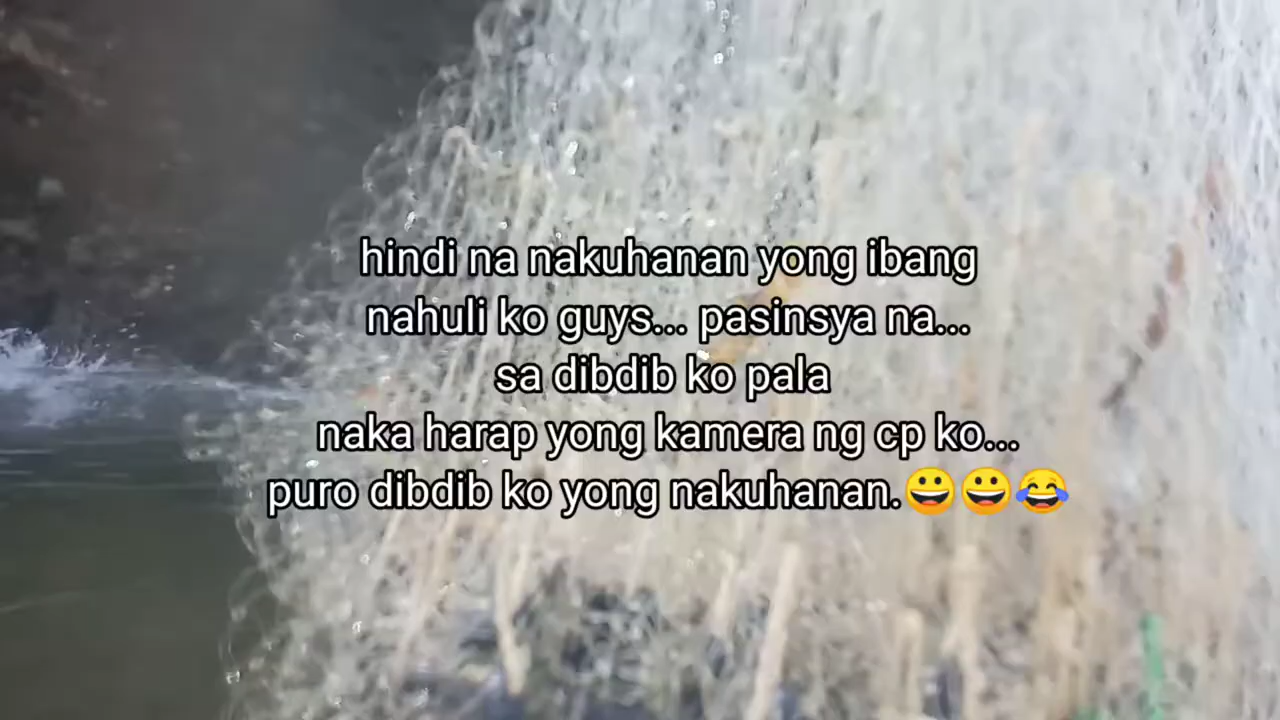 hindi na nakuhanan yong ibang
nahuli ko guys... pasinsya na...
sa dibdib ko pala
naka harap yong kamera ng cp ko...
puro dibdib ko yong nakuhanan.😀😀😂